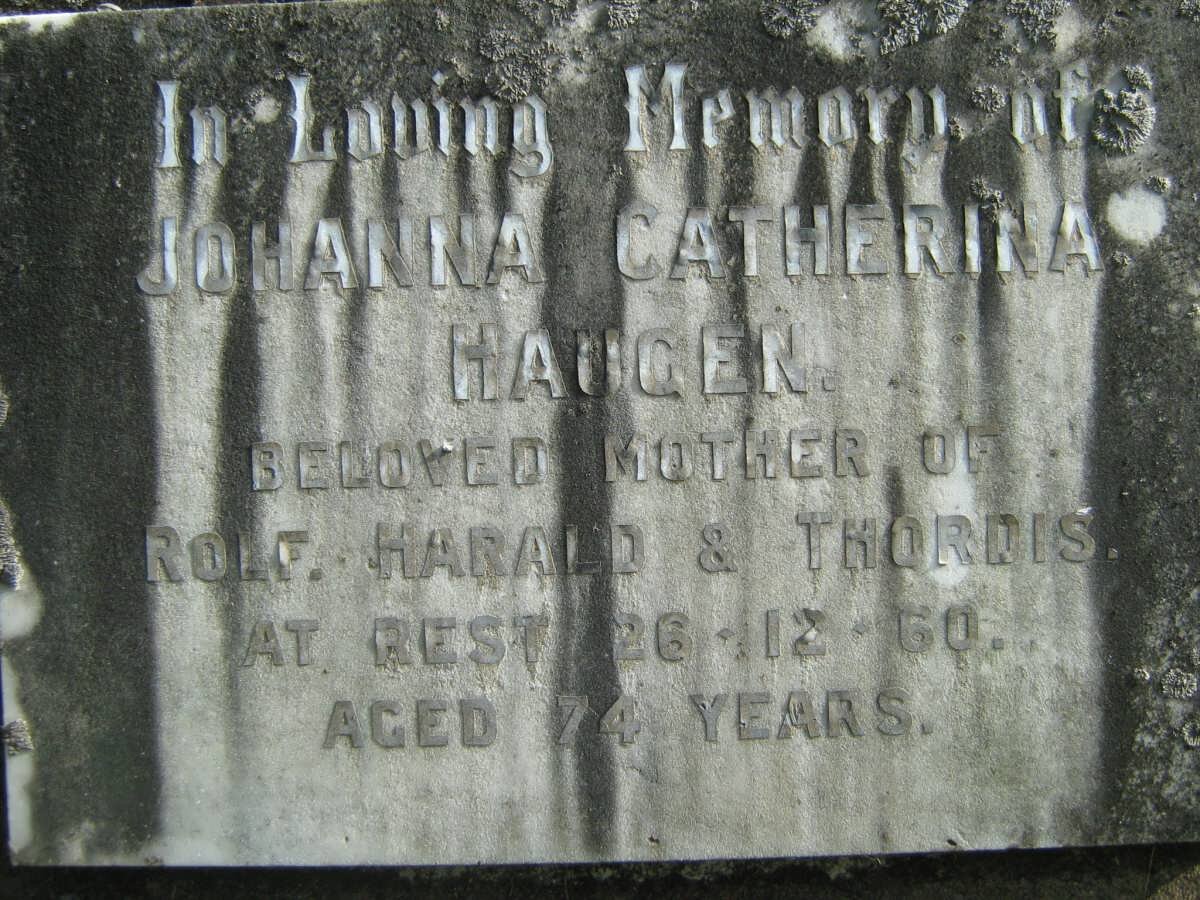 In Loving Memory of
JOHANNA CATHERINA
HAUGEN.
BELOVED MOTHER OF
ROLF. HARALD & THORDIS.
AT REST 26·12·60.
AGED 74 YEARS.